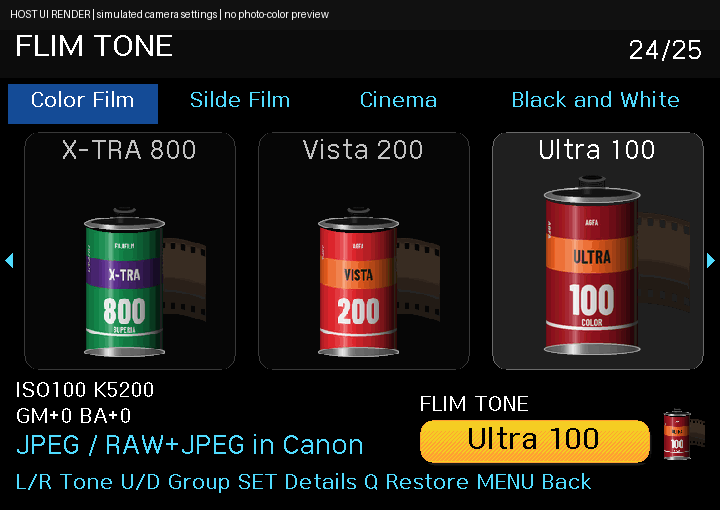 HOST UI RENDER | simulated camera settings | no photo-color preview
FLIM TONE
24/25
Color Film
Silde Film
Cinema
Black and White
X-TRA 800
Vista 200
Ultra 100
FUJIFILM
X-TRA
800
SUPERIA
AGFA
VISTA
200
AGFA
ULTRA
100
COLOR
ISO100 K5200
GM+0 BA+0
JPEG / RAW+JPEG in Canon
FLIM TONE
Ultra 100
ULTRA
100
L/R Tone U/D Group SET Details Q Restore MENU Back